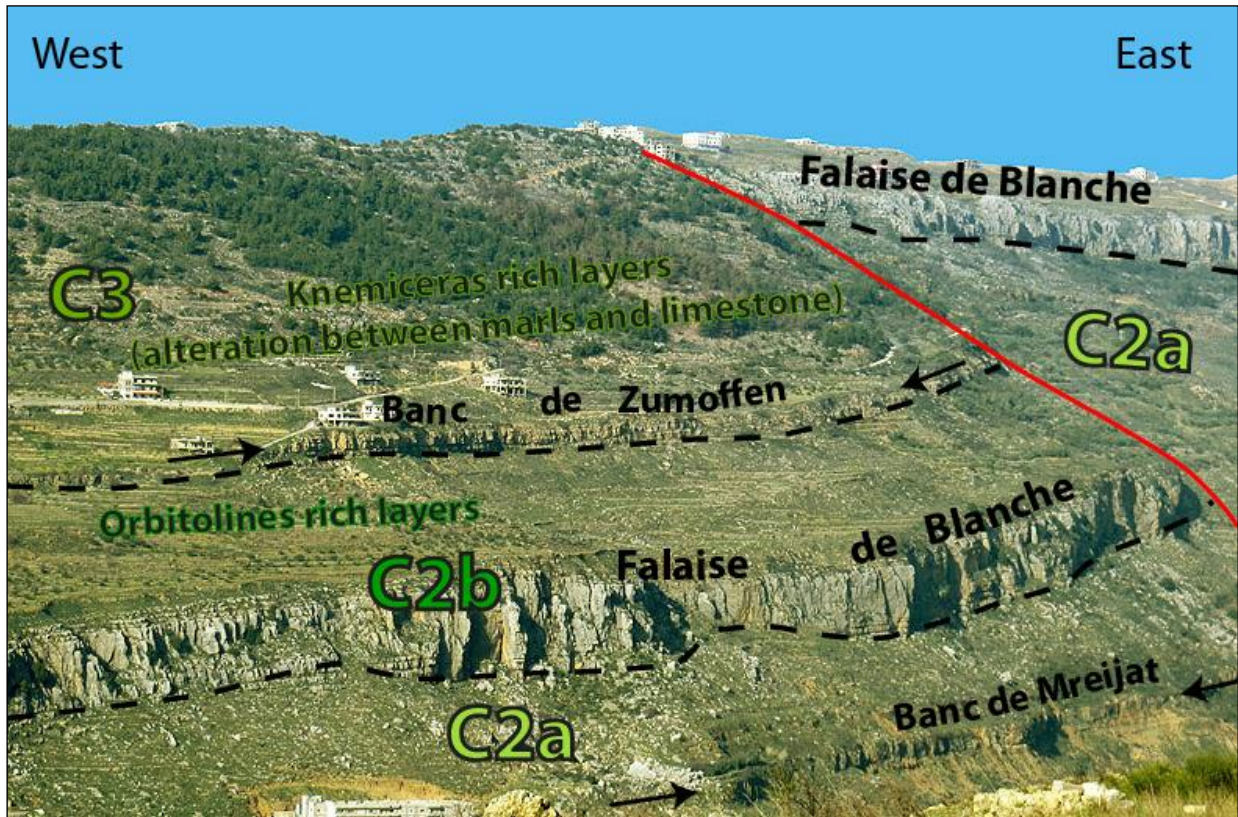 West
East
Falaise de Blanche
C3
Knemiceras rich layers
(alteration between marls and limestone)
C2a
Banc de Zumoffen
Orbitolines rich layers
Falaise de Blanche
C2b
Banc de Mreijat
C2a